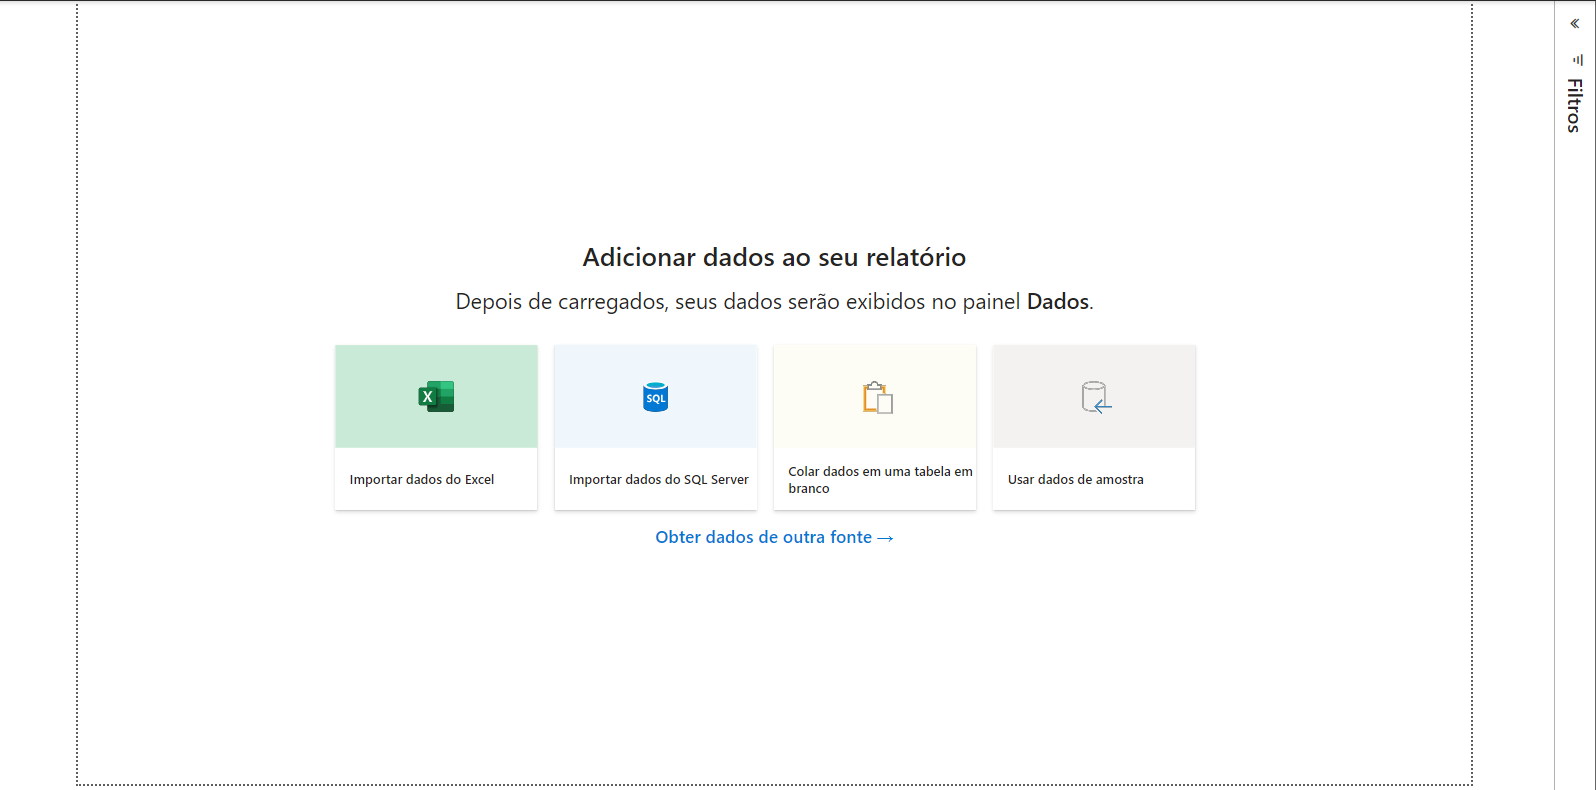 Filtros
Adicionar dados ao seu relatório
Depois de carregados, seus dados serão exibidos no painel Dados.
X
Importar dados do Excel
SQL
Importar dados do SQL Server
Colar dados em uma tabela em
branco
Usar dados de amostra
Obter dados de outra fonte →